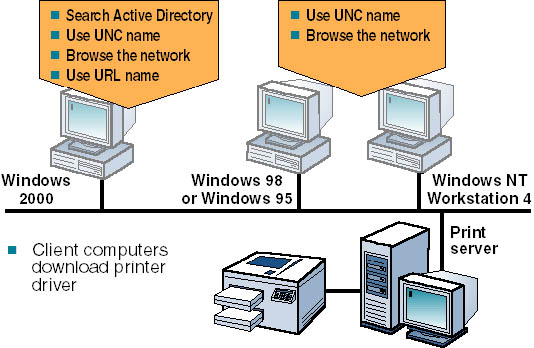 Search Active Directory
Use UNC name
Browse the network
Use URL name
Use UNC name
Browse the network
Windows
2000
Windows 98
or Windows 95
Windows NT
Workstation 4
Print
server
Client computers
download printer
driver